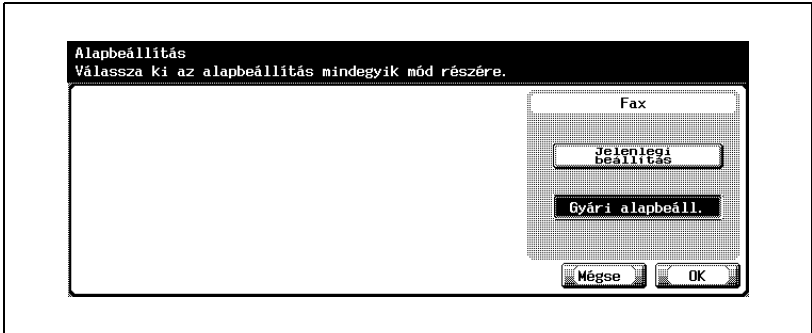 Alapbeállítás
Válassza ki az alapbeállítás mindegyik mód részére.
Fax
Jelenlegi
beállítás
Gyári alapbeáll.
Mégse
OK